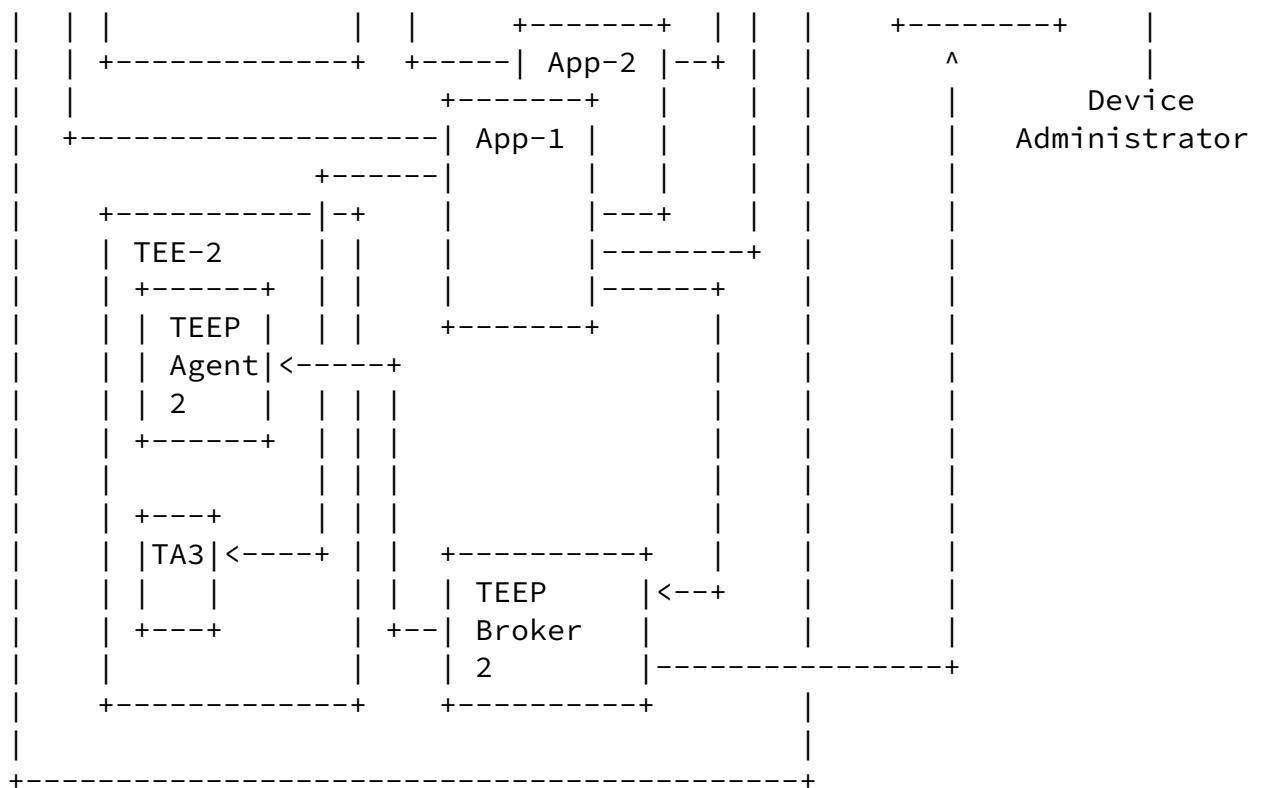 App-2
Device
App-1
Administrator
TEE-2
TEEP
Agent
2
TA3
TEEP
Broker
2